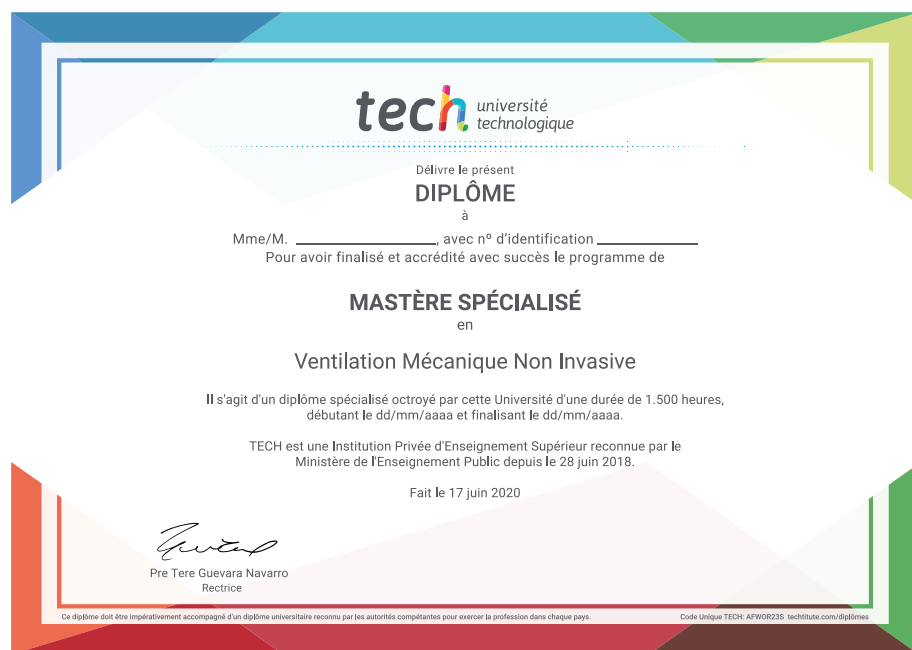 tech université
technologique
Délivre le présent
DIPLÔME
à
Mme/M. ____________________, avec nº d'identification ______________
Pour avoir finalisé et accrédité avec succès le programme de
MASTÈRE SPÉCIALISÉ
en
Ventilation Mécanique Non Invasive
Il s'agit d'un diplôme spécialisé octroyé par cette Université d'une durée de 1.500 heures,
débutant le dd/mm/aaaa et finalisant le dd/mm/aaaa.
TECH est une Institution Privée d'Enseignement Supérieur reconnue par le
Ministère de l'Enseignement Public depuis le 28 juin 2018.
Fait le 17 juin 2020
Pre Tere Guevara Navarro
Rectrice
Ce diplôme doit être impérativement accompagné d'un diplôme universitaire reconnu par les autorités compétantes pour exercer la profession dans chaque pays. Code Unique TECH: AFWOR23S techtitute.com/diplômes